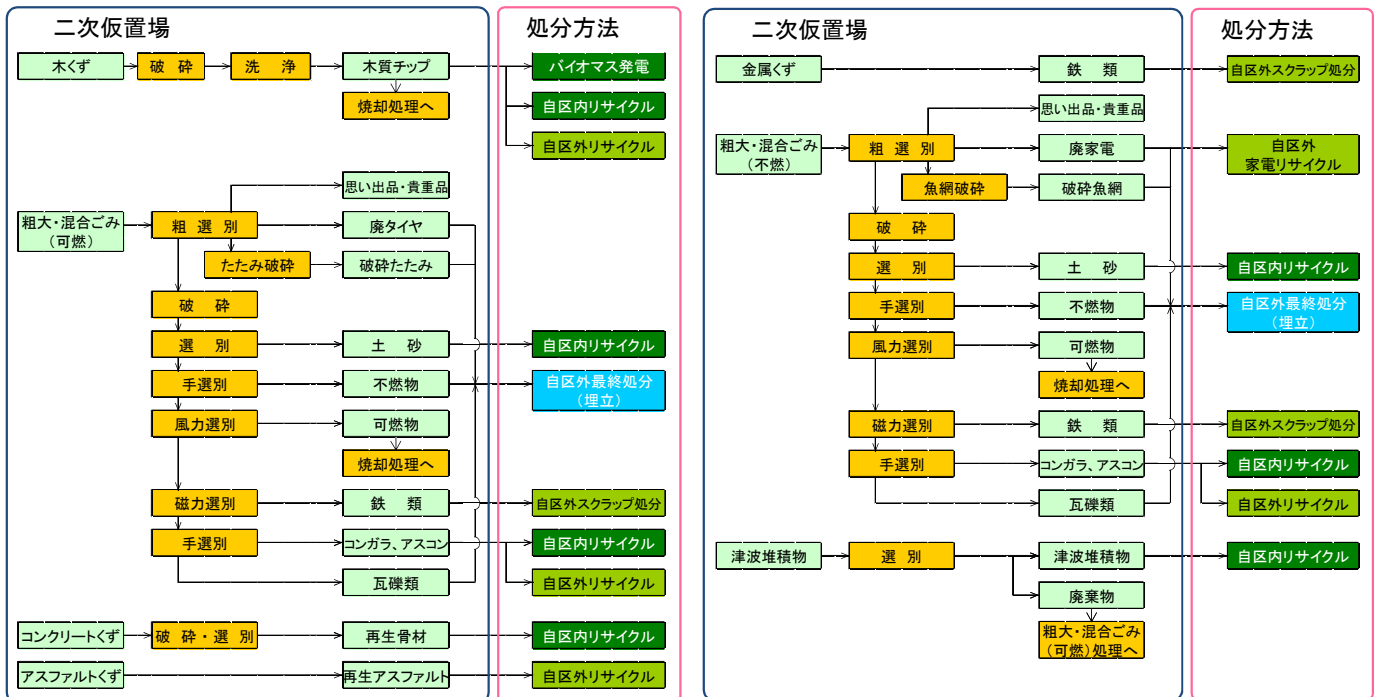 二次仮置場
処分方法
木くず
破 砕
洗 浄
木質チップ
バイオマス発電
焼却処理へ
自区内リサイクル
自区外リサイクル
思い出品・貴重品
粗大・混合ごみ
(可燃)
粗 選 別
廃タイヤ
たたみ破砕
破砕たたみ
破 砕
選 別
土 砂
自区内リサイクル
手選別
不燃物
自区外最終処分
(埋立)
風力選別
可燃物
焼却処理へ
磁力選別
鉄 類
自区外スクラップ処分
手選別
コンガラ、アスコン
自区内リサイクル
瓦礫類
自区外リサイクル
コンクリートくず
破 砕・選 別
再生骨材
自区内リサイクル
アスファルトくず
再生アスファルト
自区外リサイクル
二次仮置場
処分方法
金属くず
鉄 類
自区外スクラップ処分
思い出品・貴重品
粗大・混合ごみ
(不燃)
粗 選 別
廃家電
自区外
家電リサイクル
魚網破砕
破砕魚網
破 砕
選 別
土 砂
自区内リサイクル
手選別
不燃物
自区外最終処分
(埋立)
風力選別
可燃物
焼却処理へ
磁力選別
鉄 類
自区外スクラップ処分
手選別
コンガラ、アスコン
自区内リサイクル
瓦礫類
自区外リサイクル
津波堆積物
選 別
津波堆積物
自区内リサイクル
廃棄物
粗大・混合ごみ
(可燃)処理へ